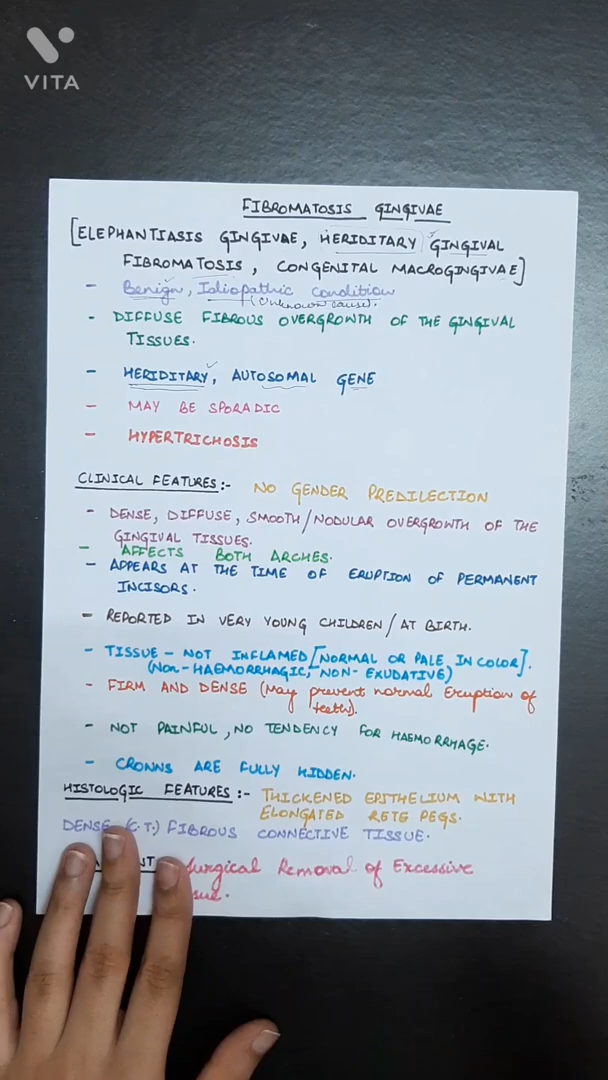 VITA
FIBROMATOSIS GINGIVAE
[ELEPHANTIASIS GINGIVAE, HERIDITARY GINGIVAL
FIBROMATOSIS, CONGENITAL MACROGINGIVAE]
- Benign, Idiopathic condition
(Unknown cause).
- DIFFUSE FIBROUS OVERGROWTH OF THE GINGIVAL
TISSUES.
- HERIDITARY, AUTOSOMAL GENE
- MAY BE SPORADIC
- HYPERTRICHOSIS
CLINICAL FEATURES:- NO GENDER PREDILECTION
- DENSE, DIFFUSE, SMOOTH/NODULAR OVERGROWTH OF THE
GINGIVAL TISSUES.
- AFFECTS BOTH ARCHES.
- APPEARS AT THE TIME OF ERUPTION OF PERMANENT
INCISORS.
- REPORTED IN VERY YOUNG CHILDREN/AT BIRTH.
- TISSUE - NOT INFLAMED [NORMAL OR PALE IN COLOR].
(NON-HAEMORRHAGIC, NON-EXUDATIVE)
- FIRM AND DENSE (May prevent normal Eruption of
teeth).
- NOT PAINFUL, NO TENDENCY FOR HAEMORRHAGE.
- CROWNS ARE FULLY HIDDEN.
HISTOLOGIC FEATURES:- THICKENED EPITHELIUM WITH
ELONGATED RETE PEGS.
DENSE (C.T.) FIBROUS CONNECTIVE TISSUE.
Surgical Removal of Excessive